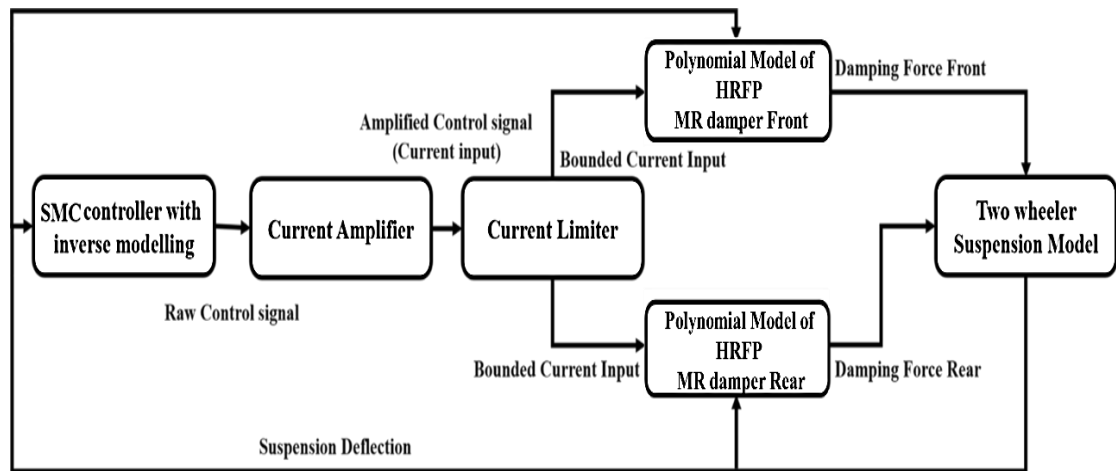 Polynomial Model of
HRFP
MR damper Front
Damping Force Front
Amplified Control signal
(Current input)
Bounded Current Input
SMC controller with
inverse modelling
Current Amplifier
Current Limiter
Two wheeler
Suspension Model
Raw Control signal
Polynomial Model of
HRFP
MR damper Rear
Bounded Current Input
Damping Force Rear
Suspension Deflection